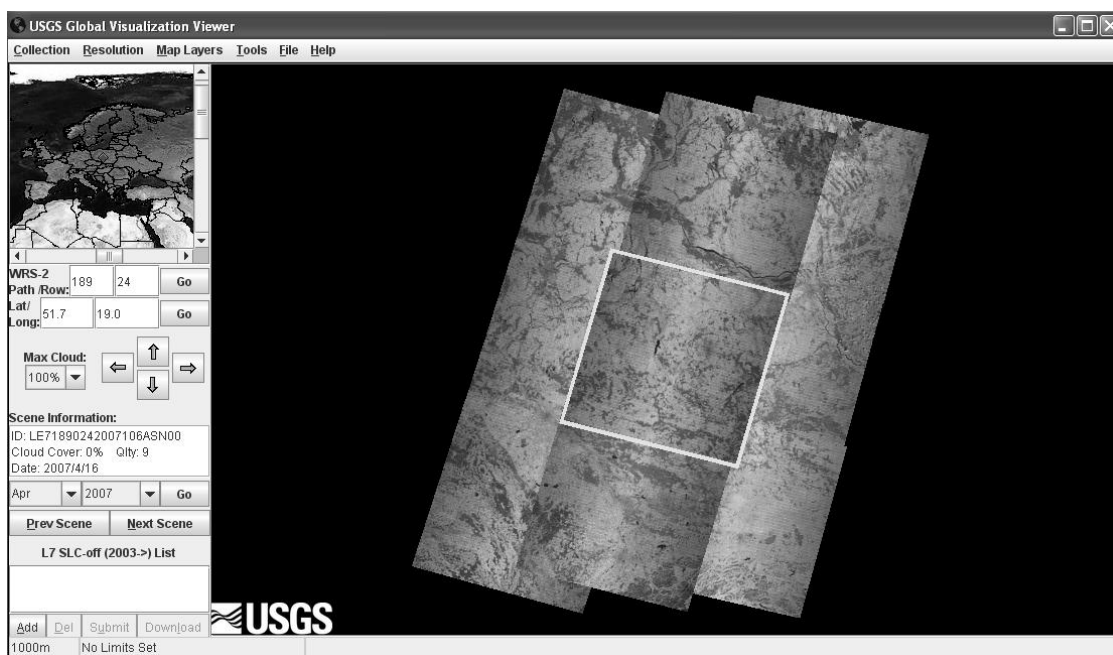 USGS Global Visualization Viewer
Collection Resolution Map Layers Tools File Help
WRS-2
Path /Row: 189 24 Go
Lat/
Long: 51.7 19.0 Go
Max Cloud:
100%
Scene Information:
ID: LE71890242007106ASN00
Cloud Cover: 0% Qlty: 9
Date: 2007/4/16
Apr 2007 Go
Prev Scene Next Scene
L7 SLC-off (2003->) List
Add Del Submit Download
USGS
1000m No Limits Set